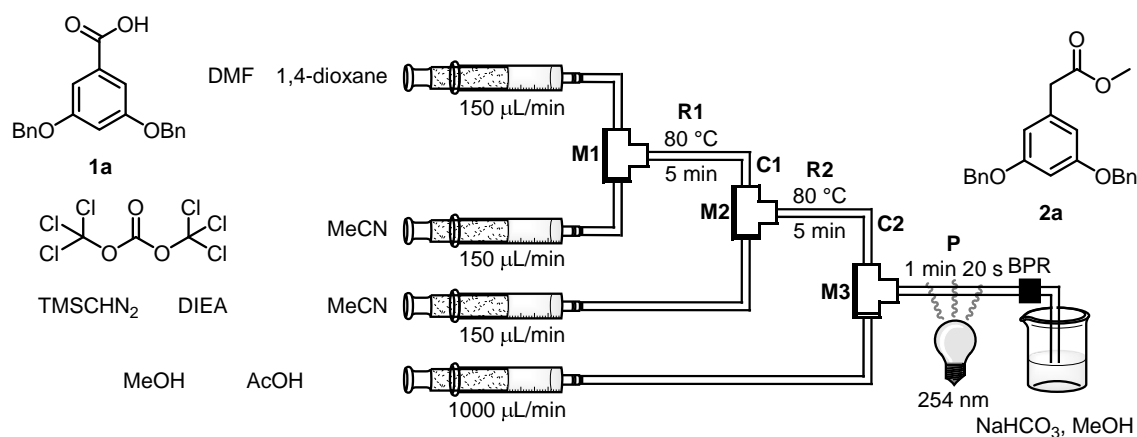 O OH
BnO OBn
1a
DMF 1,4-dioxane
150 μL/min
M1
R1
80 °C
5 min
C1
O
O
BnO OBn
2a
Cl Cl O Cl Cl
Cl Cl
O O
MeCN
150 μL/min
M2
R2
80 °C
5 min
C2
TMSCHN2 DIEA
MeCN
150 μL/min
M3
P
1 min 20 s BPR
MeOH AcOH
1000 μL/min
254 nm
NaHCO3, MeOH